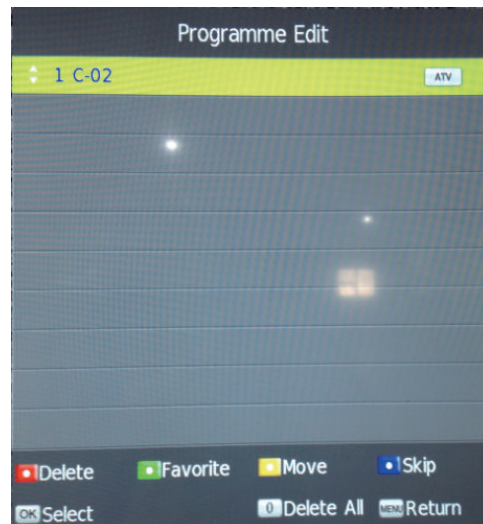 Programme Edit
1 C-02 ATV
Delete Favorite Move Skip
OK Select 0 Delete All MENU Return